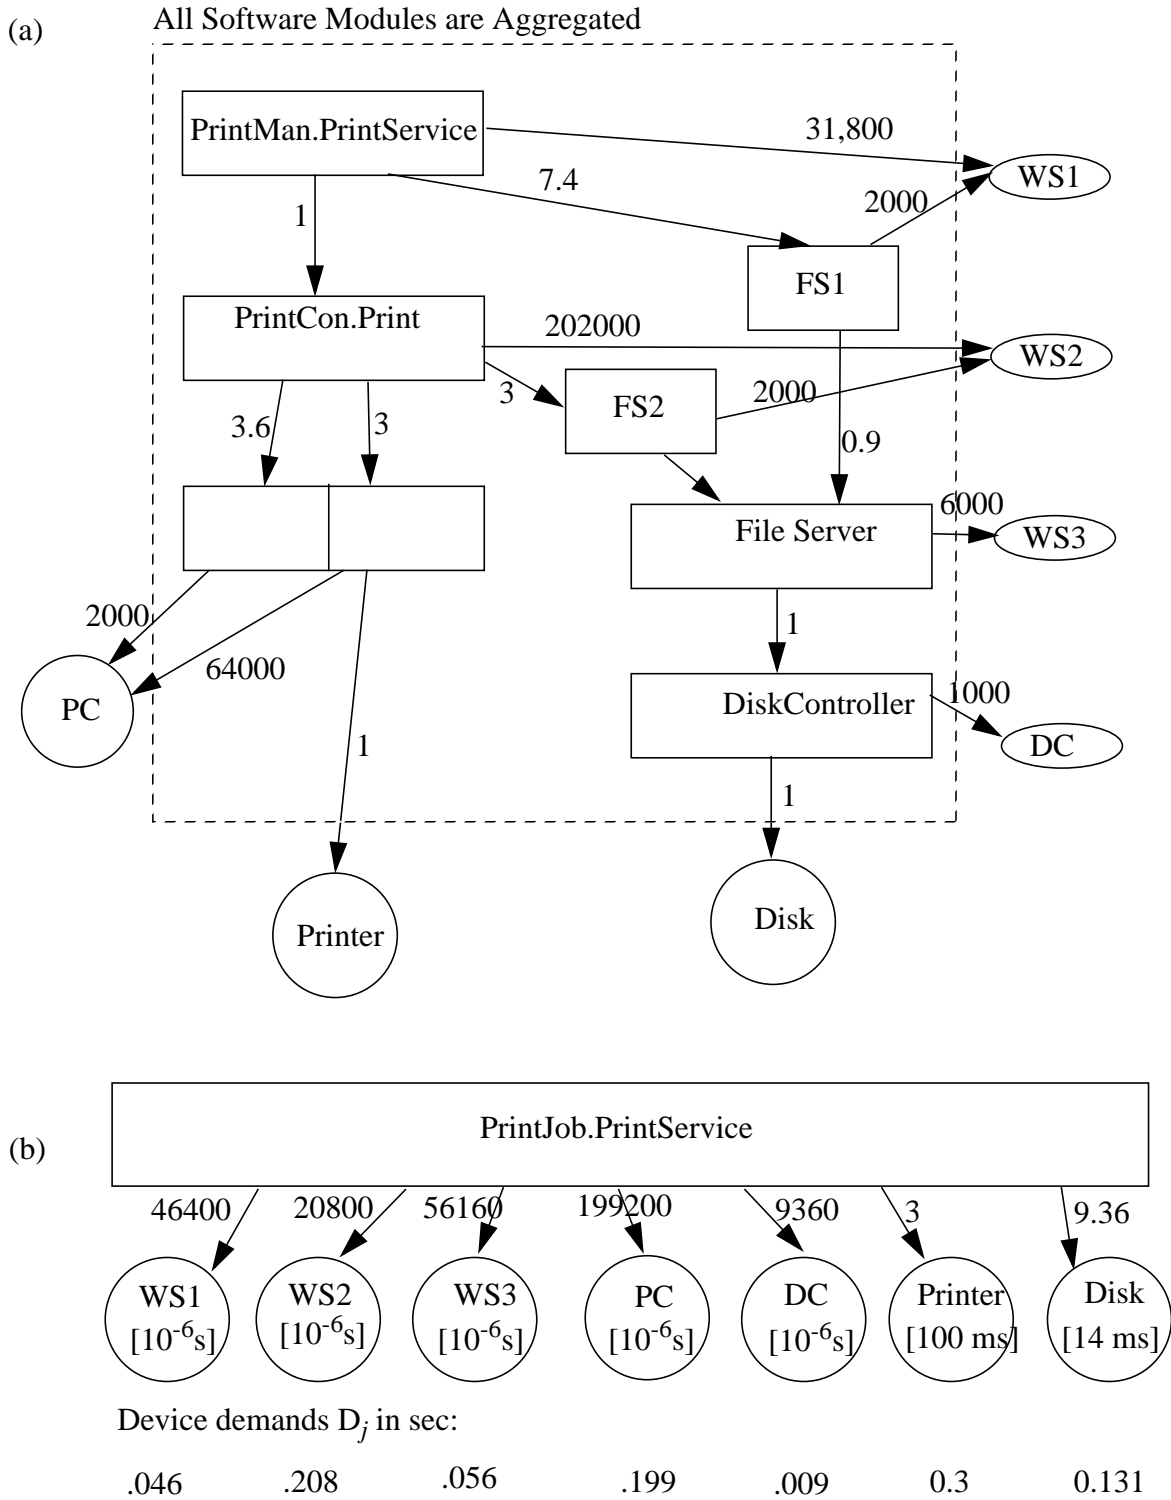 (a)
All Software Modules are Aggregated
PrintMan.PrintService
31,800
WS1
7.4
2000
1
FS1
PrintCon.Print
202000
WS2
3
FS2
2000
3.6
3
0.9
File Server
6000
WS3
2000
1
64000
PC
DiskController
1000
DC
1
1
Printer
Disk
(b)
PrintJob.PrintService
46400 20800 56160 199200 9360 3 9.36
WS1 WS2 WS3 PC DC Printer Disk
[10-6s] [10-6s] [10-6s] [10-6s] [10-6s] [100 ms] [14 ms]
Device demands Dj in sec:
.046 .208 .056 .199 .009 0.3 0.131